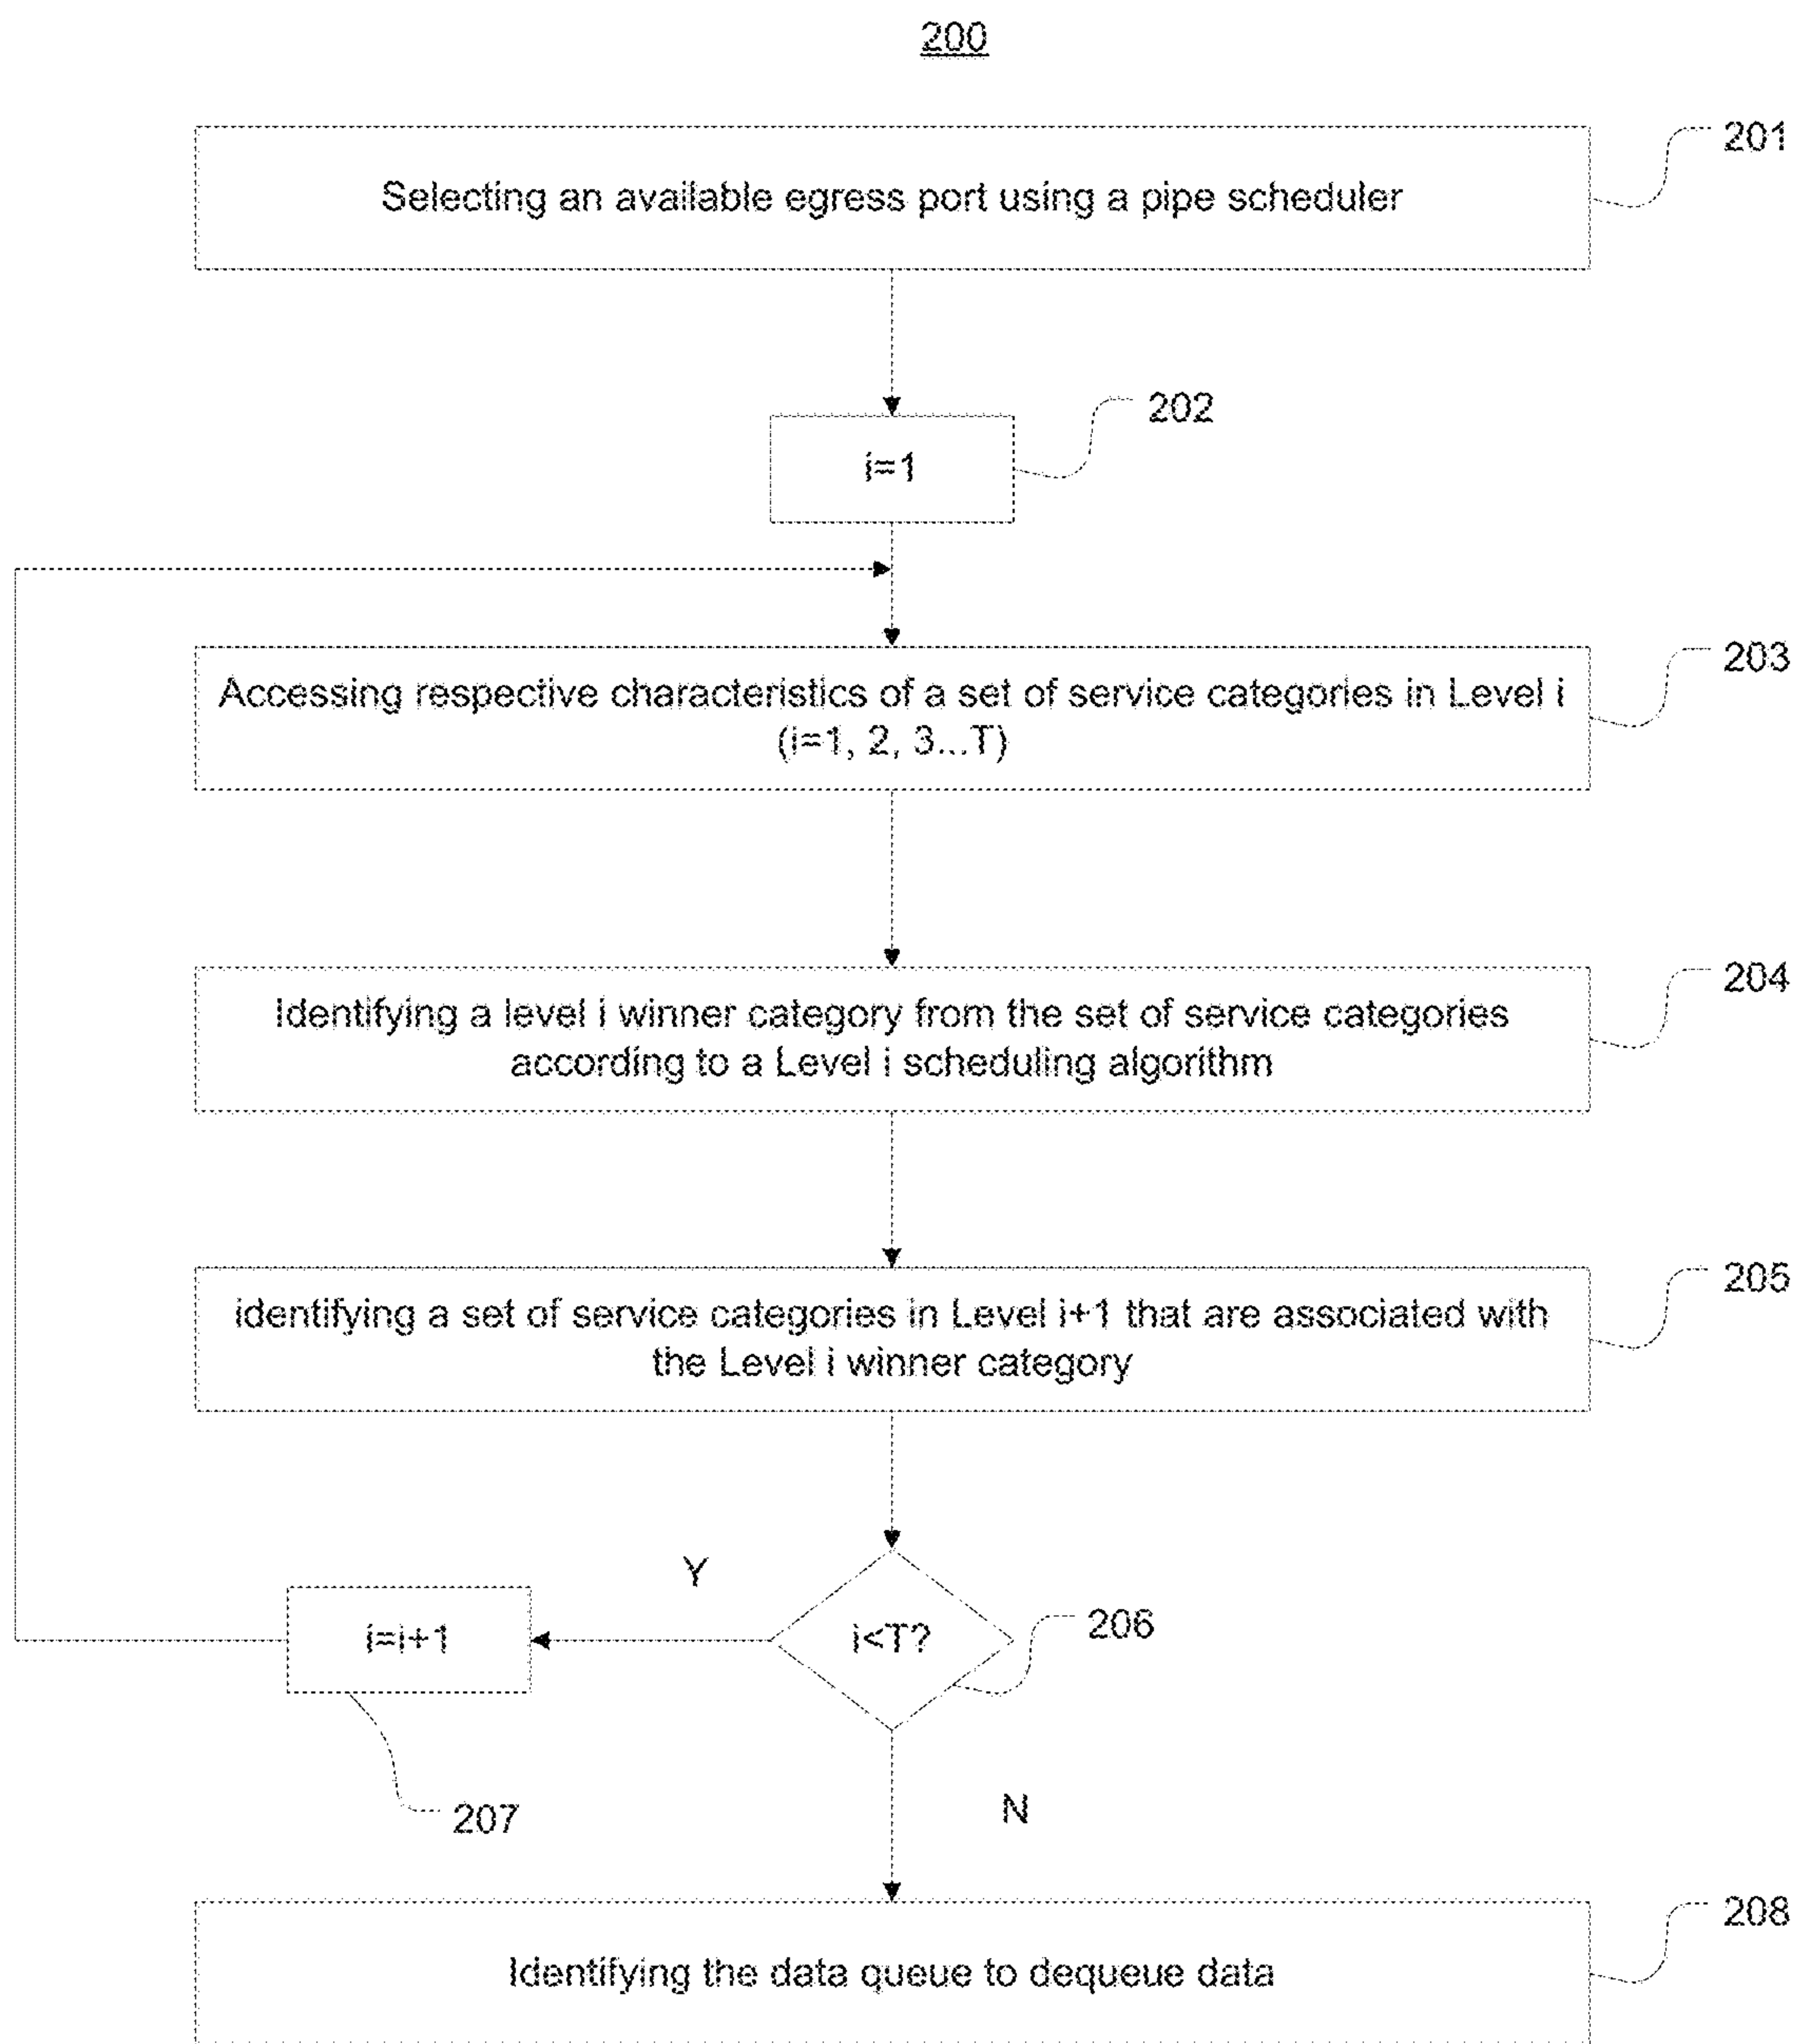 200
Selecting an available egress port using a pipe scheduler
201
i=1
202
Accessing respective characteristics of a set of service categories in Level i
(i=1, 2, 3...T)
203
Identifying a level i winner category from the set of service categories
according to a Level i scheduling algorithm
204
identifying a set of service categories in Level i+1 that are associated with
the Level i winner category
205
Y
i<T?
206
i=i+1
207
N
Identifying the data queue to dequeue data
208